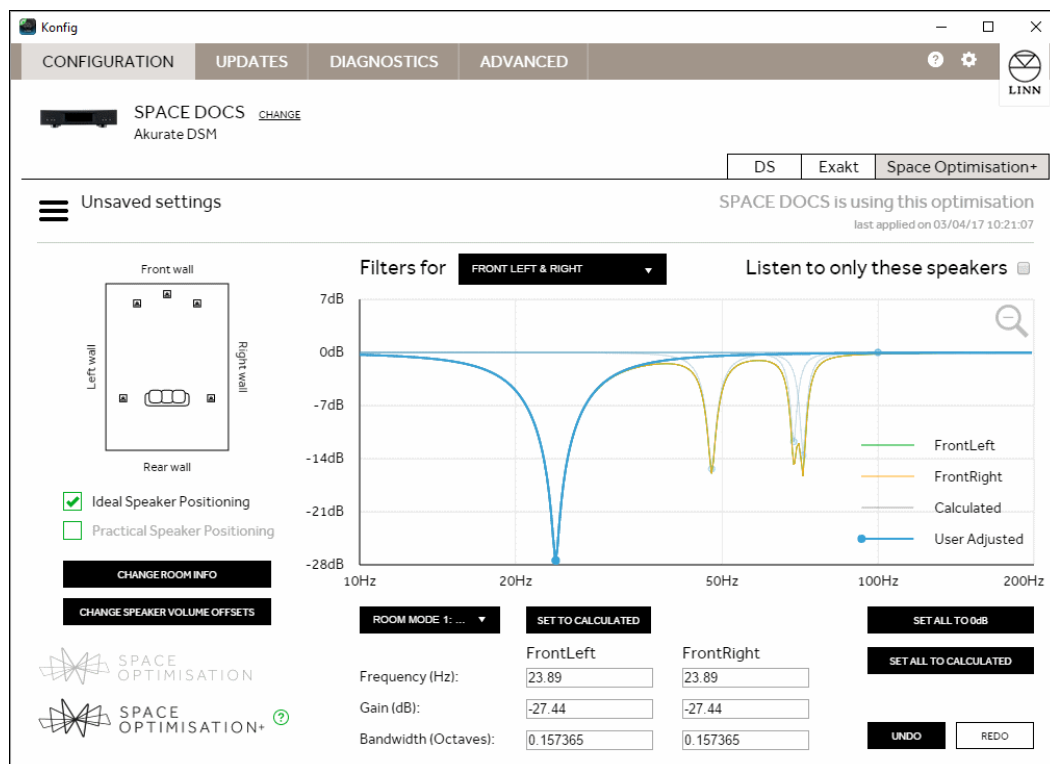 Konfig
CONFIGURATION UPDATES DIAGNOSTICS ADVANCED ?
LINN
SPACE DOCS CHANGE
Akurate DSM
DS Exakt Space Optimisation+
Unsaved settings
SPACE DOCS is using this optimisation
last applied on 03/04/17 10:21:07
Front wall
Left wall
Right wall
Rear wall
Ideal Speaker Positioning
Practical Speaker Positioning
CHANGE ROOM INFO
CHANGE SPEAKER VOLUME OFFSETS
SPACE
OPTIMISATION
SPACE
OPTIMISATION+ ?
Filters for FRONT LEFT & RIGHT
Listen to only these speakers
7dB
0dB
-7dB
-14dB
-21dB
-28dB
10Hz 20Hz 50Hz 100Hz 200Hz
FrontLeft
FrontRight
Calculated
User Adjusted
ROOM MODE 1: ... SET TO CALCULATED
SET ALL TO 0dB
SET ALL TO CALCULATED
FrontLeft FrontRight
Frequency (Hz): 23.89 23.89
Gain (dB): -27.44 -27.44
Bandwidth (Octaves): 0.157365 0.157365
UNDO REDO